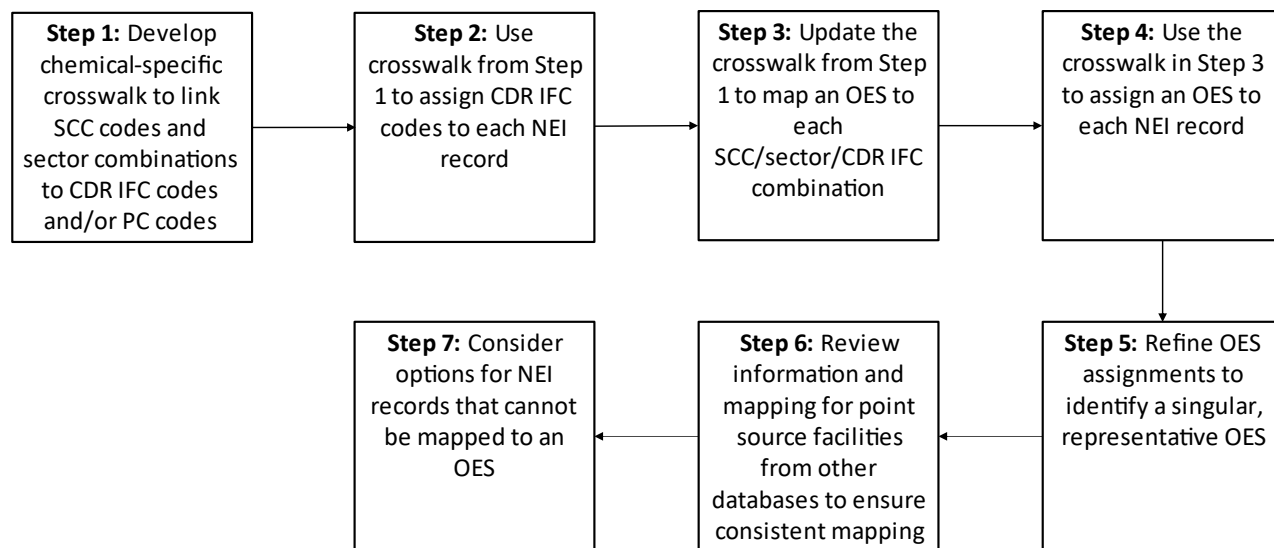 Step 1: Develop
chemical-specific
crosswalk to link
SCC codes and
sector combinations
to CDR IFC codes
and/or PC codes
Step 2: Use
crosswalk from Step
1 to assign CDR IFC
codes to each NEI
record
Step 3: Update the
crosswalk from Step
1 to map an OES to
each
SCC/sector/CDR IFC
combination
Step 4: Use the
crosswalk in Step 3
to assign an OES to
each NEI record
Step 5: Refine OES
assignments to
identify a singular,
representative OES
Step 6: Review
information and
mapping for point
source facilities
from other
databases to ensure
consistent mapping
Step 7: Consider
options for NEI
records that cannot
be mapped to an
OES